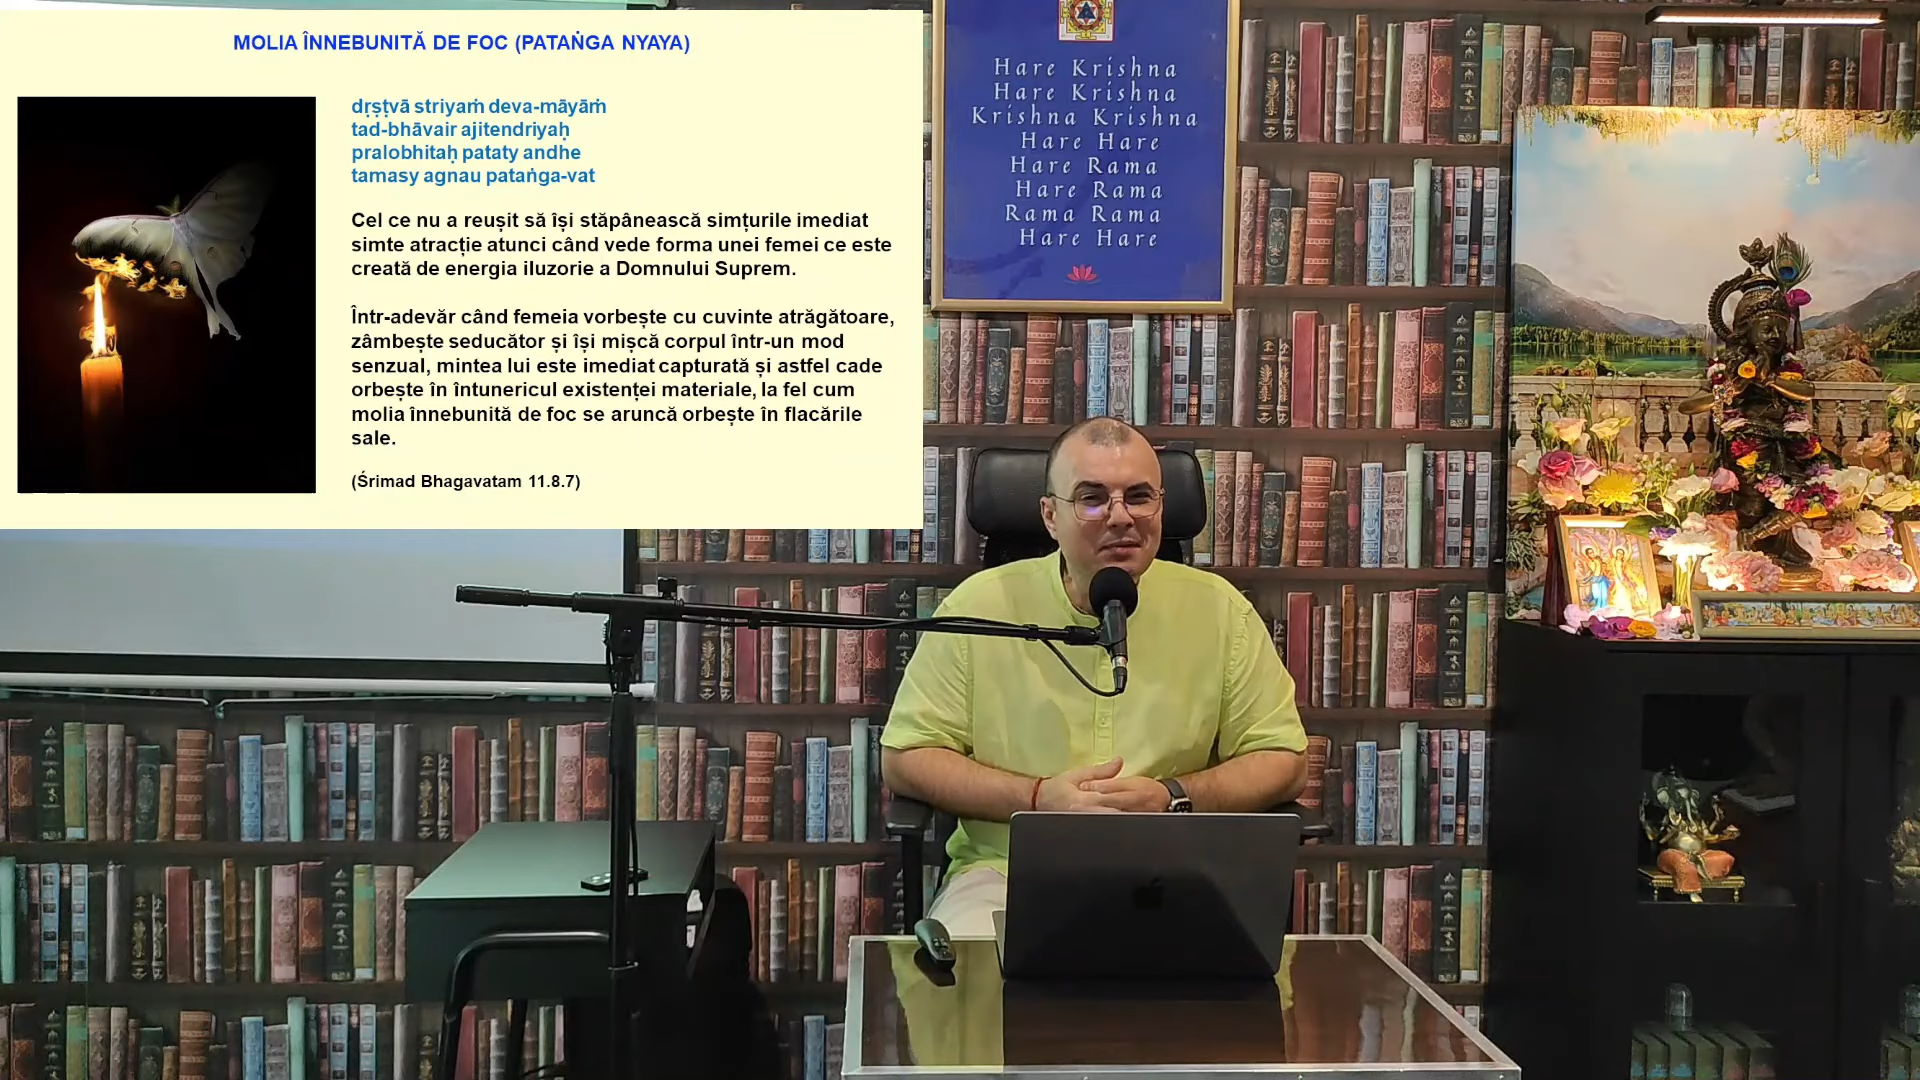 MOLIA ÎNNEBUNITĂ DE FOC (PATAṄGA NYAYA)
dṛṣṭvā striyaṁ deva-māyāṁ
tad-bhāvair ajitendriyaḥ
pralobhitaḥ pataty andhe
tamasy agnau pataṅga-vat
Cel ce nu a reușit să își stăpânească simțurile imediat
simte atracție atunci când vede forma unei femei ce este
creată de energia iluzorie a Domnului Suprem.
Într-adevăr când femeia vorbește cu cuvinte atrăgătoare,
zâmbește seducător și își mișcă corpul într-un mod
senzual, mintea lui este imediat capturată și astfel cade
orbește în întunericul existenței materiale, la fel cum
molia înnebunită de foc se aruncă orbește în flacările
sale.
(Śrimad Bhagavatam 11.8.7)
Hare Krishna
Hare Krishna
Krishna Krishna
Hare Hare
Hare Rama
Hare Rama
Rama Rama
Hare Hare